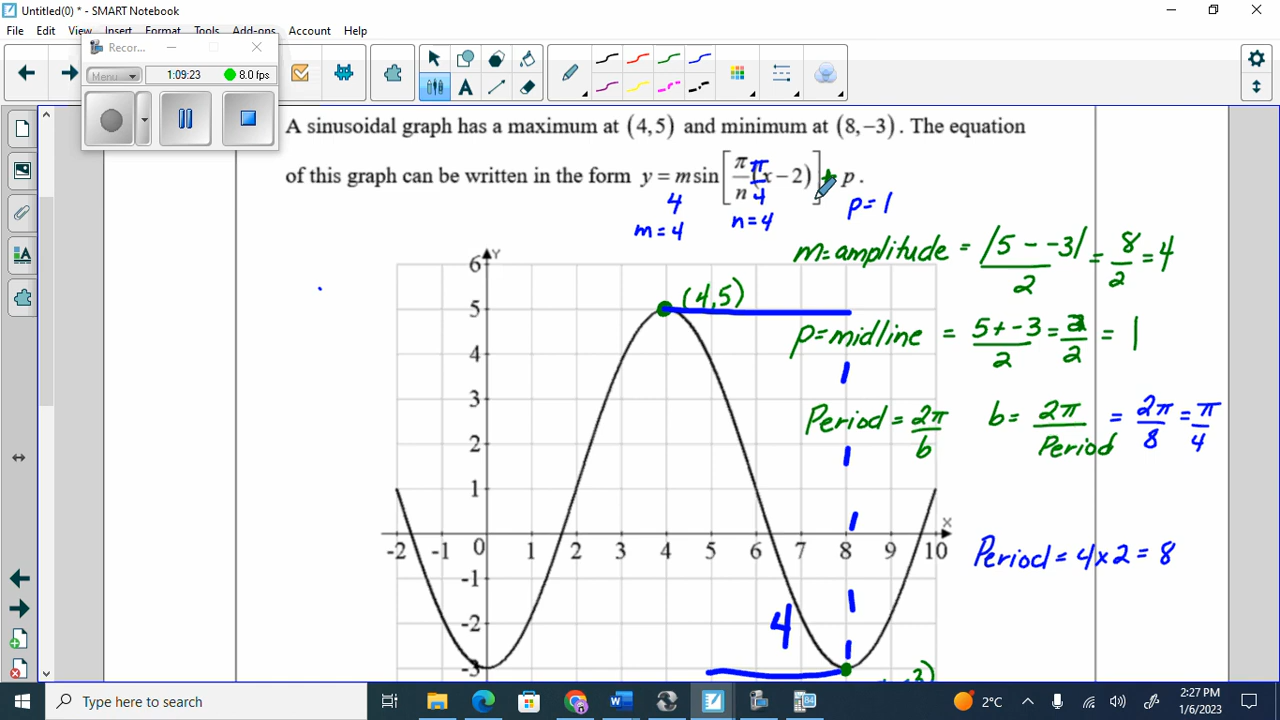 Untitled(0) * - SMART Notebook
File Edit View Insert Format Tools Add-ons Account Help
Recor...
Menu 1:09:23 8.0 fps
A sinusoidal graph has a maximum at (4,5) and minimum at (8,−3). The equation
of this graph can be written in the form y = m sin[π/n (x−2)] + p.
π/4
4
m = 4
n = 4
p = 1
m = amplitude = |5 - -3|/2 = 8/2 = 4
(4,5)
p = midline = 5 + -3/2 = 2/2 = 1
Period = 2π/b b = 2π/Period = 2π/8 = π/4
Period = 4 x 2 = 8
4
Y
6
5
4
3
2
1
-2 -1 0 1 2 3 4 5 6 7 8 10 X
-1
-2
-3
Type here to search
2°C
2:27 PM
1/6/2023